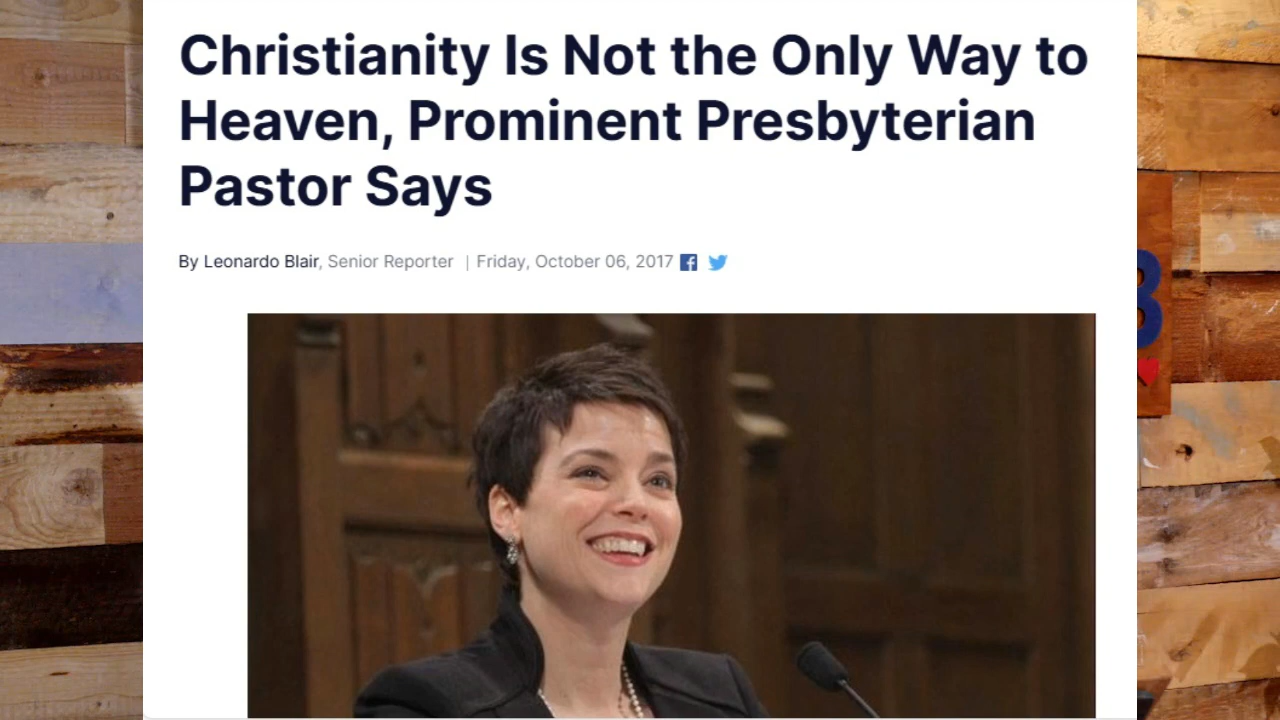 Christianity Is Not the Only Way to
Heaven, Prominent Presbyterian
Pastor Says
By Leonardo Blair, Senior Reporter | Friday, October 06, 2017
8